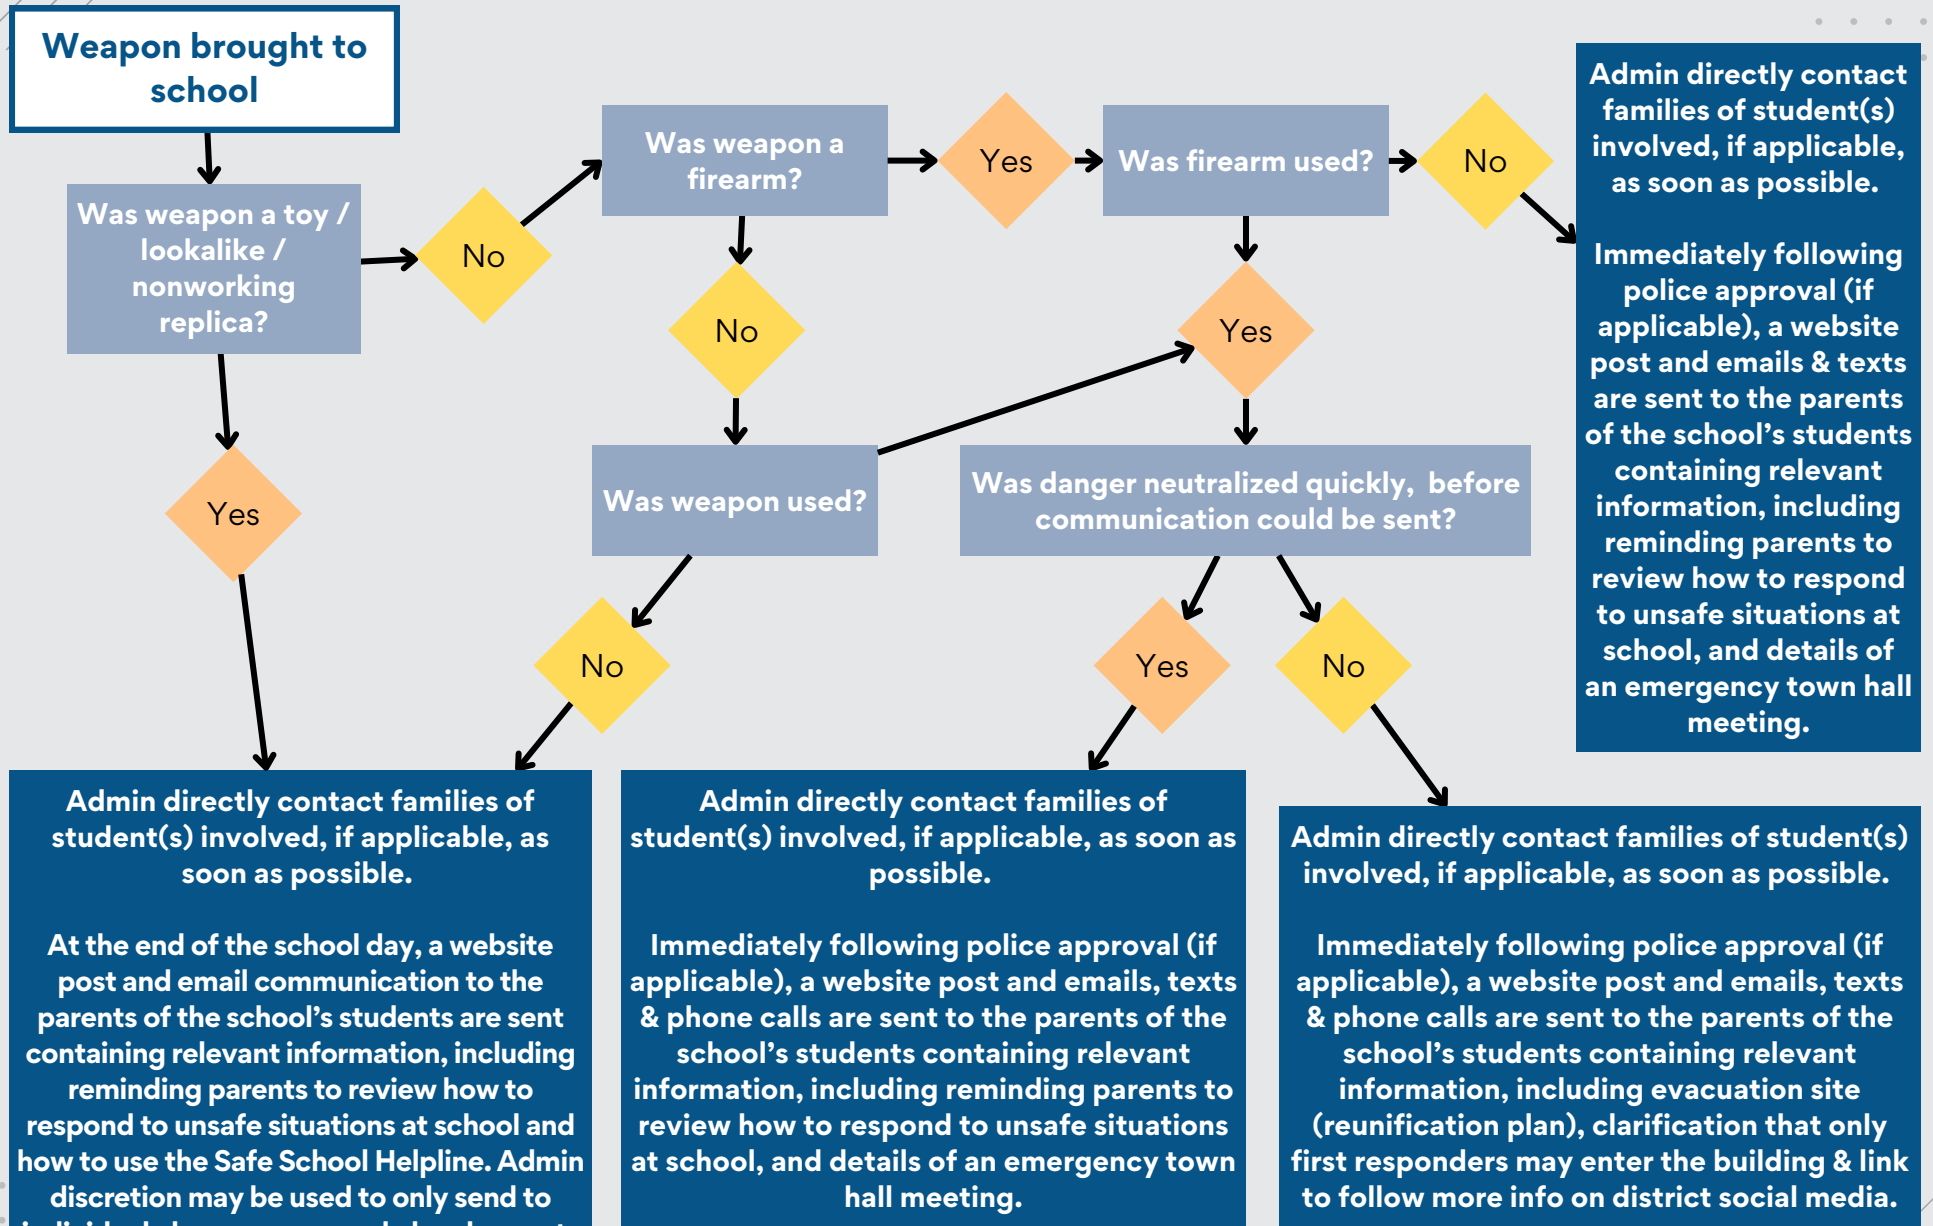 Weapon brought to
school
Was weapon a toy /
lookalike /
nonworking
replica?
No
Yes
Was weapon a
firearm?
Yes
No
Was firearm used?
No
Yes
Was weapon used?
No
Was danger neutralized quickly, before
communication could be sent?
Yes
No
Admin directly contact
families of student(s)
involved, if applicable,
as soon as possible.
Immediately following
police approval (if
applicable), a website
post and emails & texts
are sent to the parents
of the school's students
containing relevant
information, including
reminding parents to
review how to respond
to unsafe situations at
school, and details of
an emergency town hall
meeting.
Admin directly contact families of
student(s) involved, if applicable, as
soon as possible.
At the end of the school day, a website
post and email communication to the
parents of the school's students are sent
containing relevant information, including
reminding parents to review how to
respond to unsafe situations at school and
how to use the Safe School Helpline. Admin
discretion may be used to only send to
Admin directly contact families of
student(s) involved, if applicable, as soon as
possible.
Immediately following police approval (if
applicable), a website post and emails, texts
& phone calls are sent to the parents of the
school's students containing relevant
information, including reminding parents to
review how to respond to unsafe situations
at school, and details of an emergency town
hall meeting.
Admin directly contact families of student(s)
involved, if applicable, as soon as possible.
Immediately following police approval (if
applicable), a website post and emails, texts
& phone calls are sent to the parents of the
school's students containing relevant
information, including evacuation site
(reunification plan), clarification that only
first responders may enter the building & link
to follow more info on district social media.